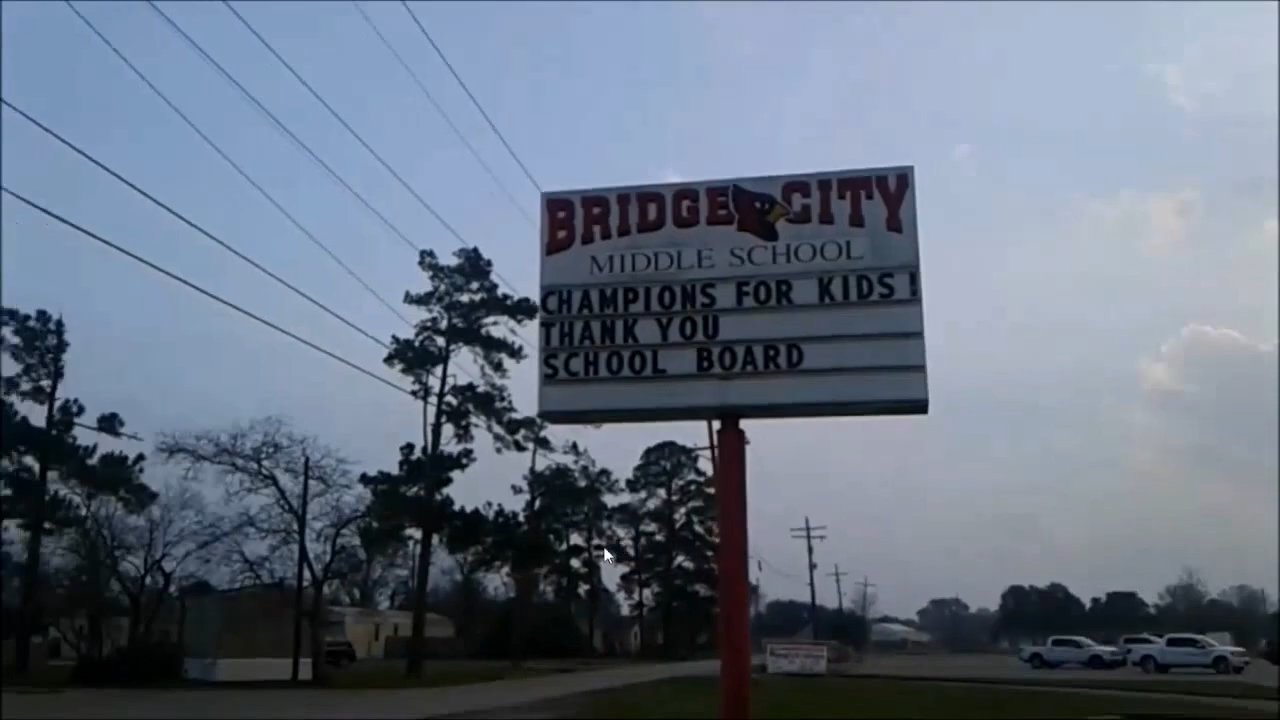 BRIDGE CITY
MIDDLE SCHOOL
CHAMPIONS FOR KIDS!
THANK YOU
SCHOOL BOARD